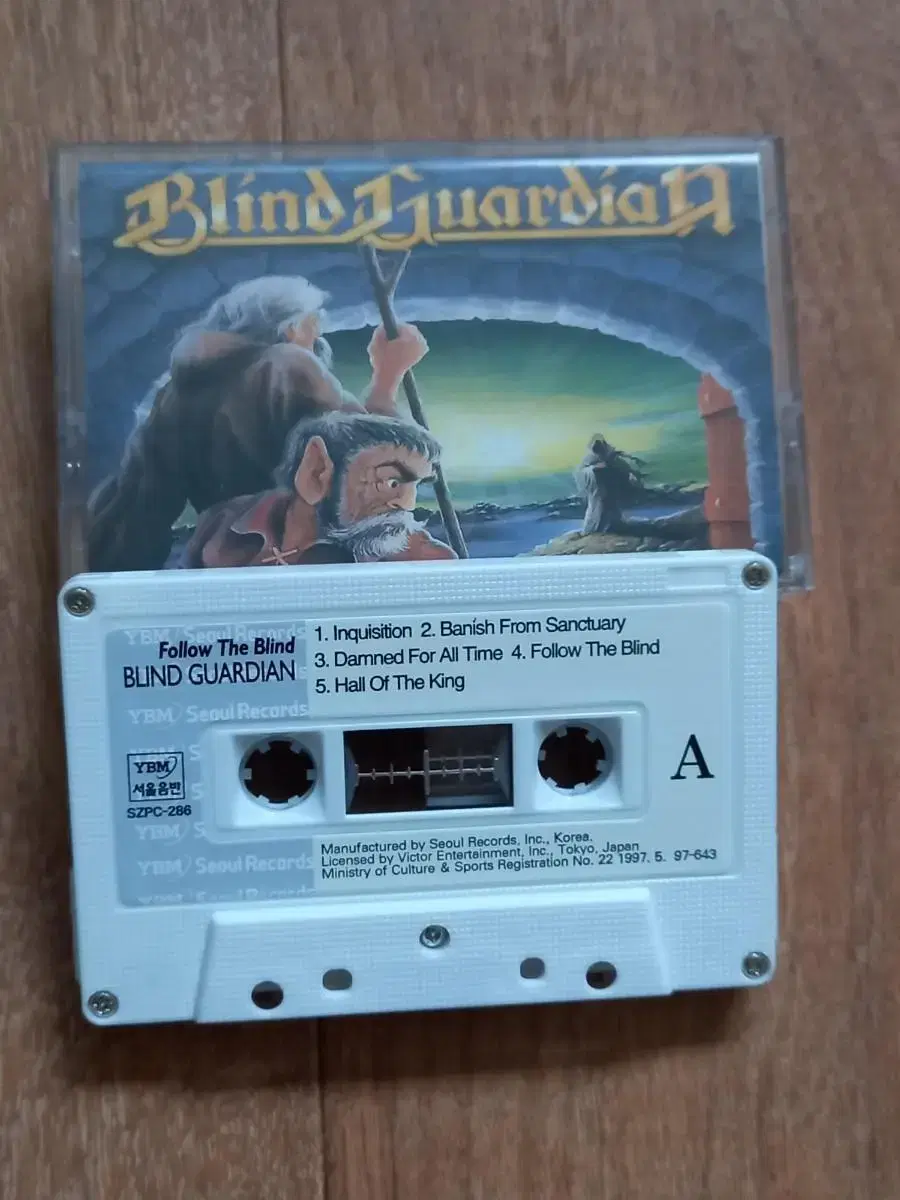 Blind Guardian
YBM Seoul Records
Follow The Blind
BLIND GUARDIAN
1. Inquisition 2. Banish From Sanctuary
3. Damned For All Time 4. Follow The Blind
5. Hall Of The King
YBM Seoul Records
YBM
서울음반
SZPC-286
A
YBM
YBM Seoul Records
Manufactured by Seoul Records, Inc., Korea.
Licensed by Victor Entertainment, Inc., Tokyo, Japan
Ministry of Culture & Sports Registration No. 22 1997. 5. 97-643